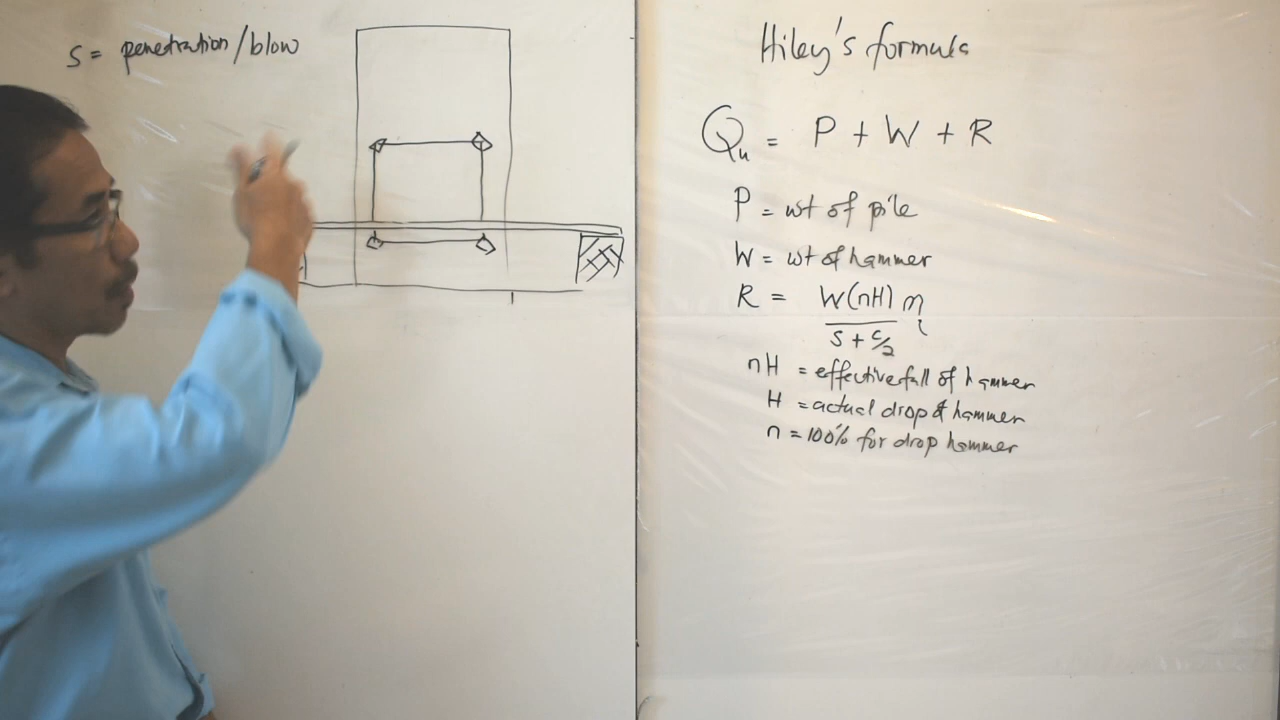 S = penetration/blow
Hiley's formula
Qu = P + W + R
P = wt of pile
W = wt of hammer
R = W(nH) η
S + c/2
nH = effective fall of hammer
H = actual drop of hammer
n = 100% for drop hammer